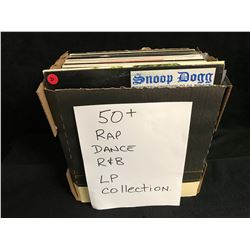 Snoop Dogg
50+
RAP
DANCE
R&B
LP
collection.